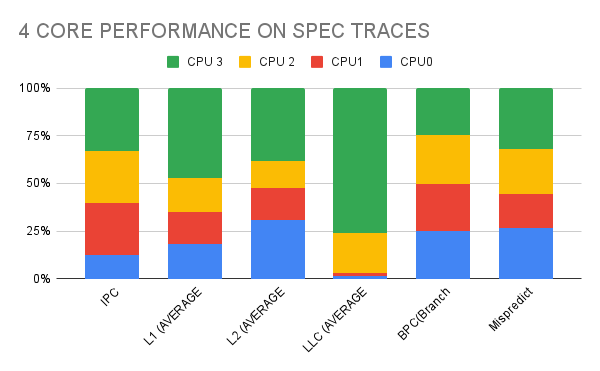 4 CORE PERFORMANCE ON SPEC TRACES
CPU 3 CPU 2 CPU1 CPU0
100%
75%
50%
25%
0%
IPC
L1 (AVERAGE
L2 (AVERAGE
LLC (AVERAGE
BPC(Branch
Mispredict